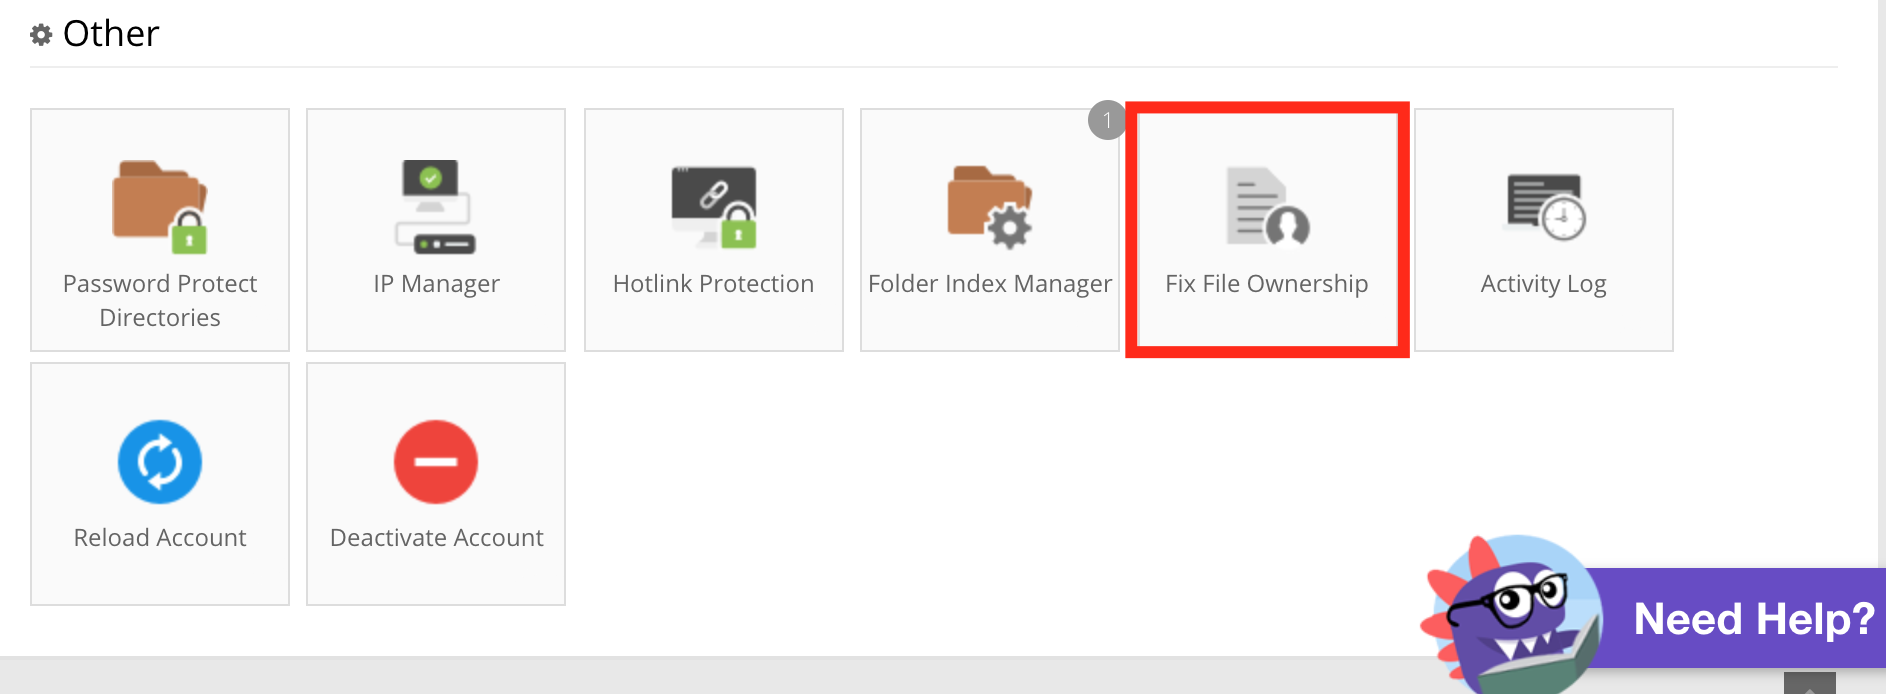 Other
1
Password Protect
Directories
IP Manager
Hotlink Protection
Folder Index Manager
Fix File Ownership
Activity Log
Reload Account
Deactivate Account
Need Help?